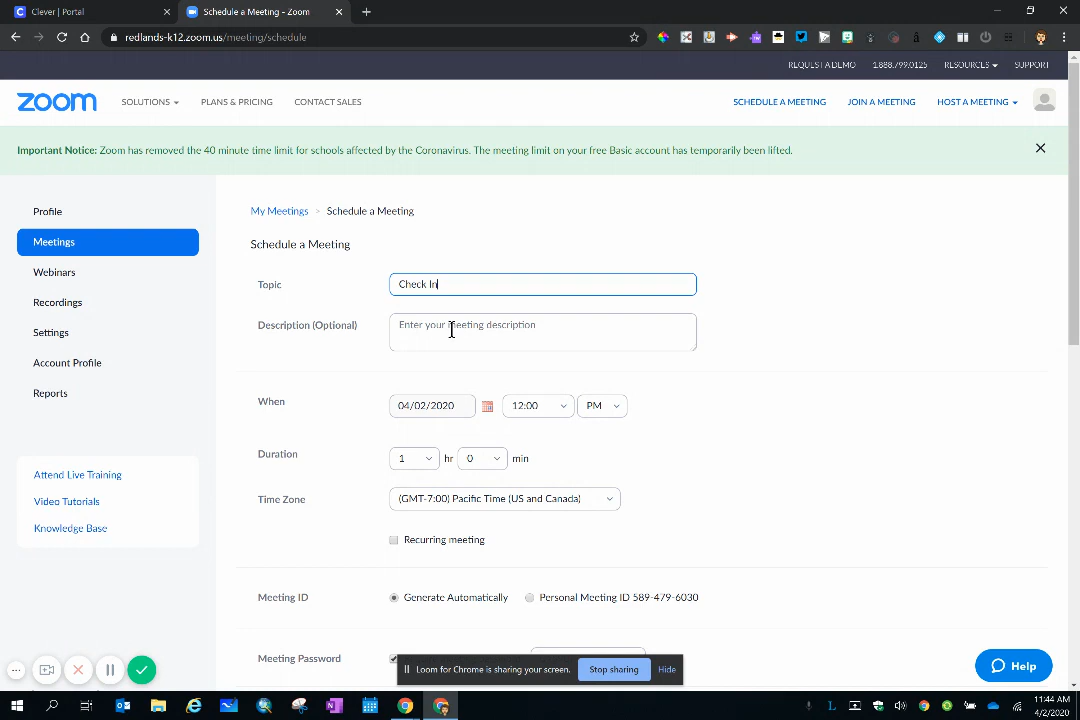 Clever | Portal
Schedule a Meeting - Zoom
redlands-k12.zoom.us/meeting/schedule
REQUEST A DEMO 1.888.799.0125 RESOURCES SUPPORT
zoom
SOLUTIONS PLANS & PRICING CONTACT SALES SCHEDULE A MEETING JOIN A MEETING HOST A MEETING
Important Notice: Zoom has removed the 40 minute time limit for schools affected by the Coronavirus. The meeting limit on your free Basic account has temporarily been lifted.
Profile
Meetings
Webinars
Recordings
Settings
Account Profile
Reports
Attend Live Training
Video Tutorials
Knowledge Base
My Meetings > Schedule a Meeting
Schedule a Meeting
Topic Check In
Description (Optional) Enter your meeting description
When 04/02/2020 12:00 PM
Duration 1 hr 0 min
Time Zone (GMT-7:00) Pacific Time (US and Canada)
Recurring meeting
Meeting ID Generate Automatically Personal Meeting ID 589-479-6030
Meeting Password
Loom for Chrome is sharing your screen. Stop sharing Hide
Help
11:44 AM
4/2/2020